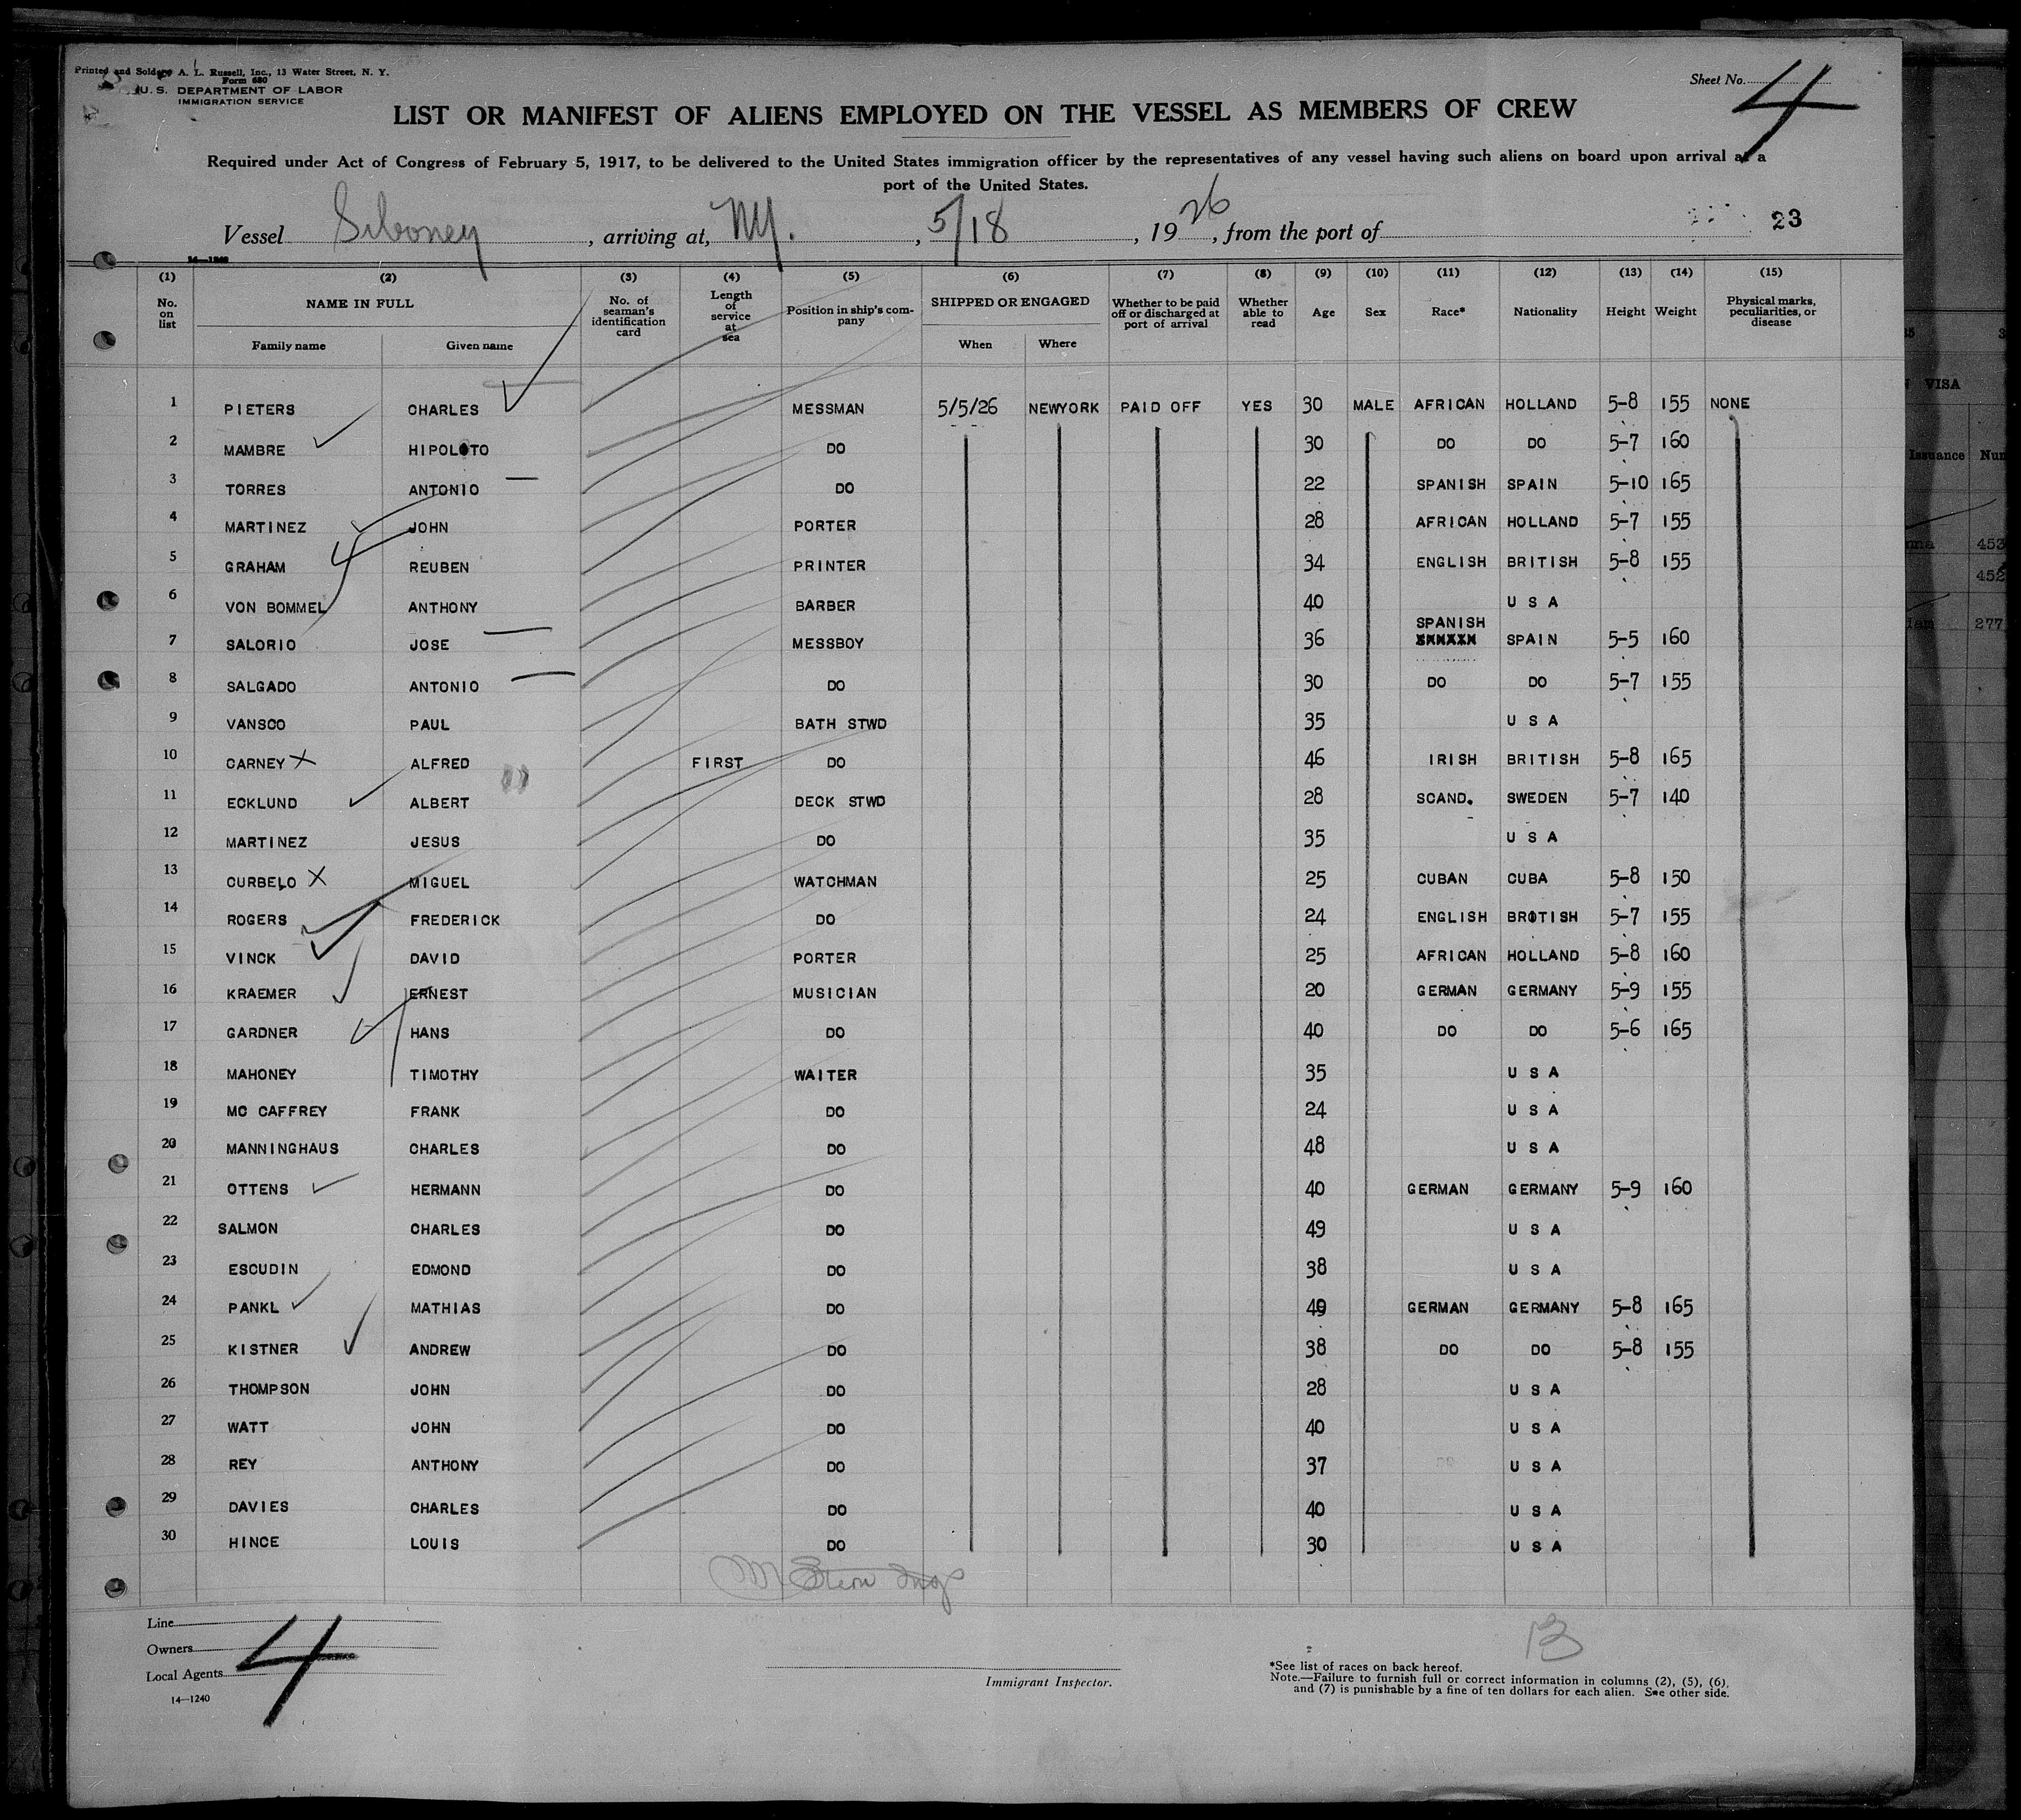 Printed and Sold by A. L. Russell, Inc., 13 Water Street, N. Y.
Form 680
U. S. DEPARTMENT OF LABOR
IMMIGRATION SERVICE
Sheet No. 4
LIST OR MANIFEST OF ALIENS EMPLOYED ON THE VESSEL AS MEMBERS OF CREW
Required under Act of Congress of February 5, 1917, to be delivered to the United States immigration officer by the representatives of any vessel having such aliens on board upon arrival at a
port of the United States.
Vessel Siboney, arriving at, NY., 5/18, 1926, from the port of 23
14—1240
(1) (2) (3) (4) (5) (6) (7) (8) (9) (10) (11) (12) (13) (14) (15)
No. on list NAME IN FULL Family name Given name No. of seaman's identification card Length of service at sea Position in ship's company SHIPPED OR ENGAGED When Where Whether to be paid off or discharged at port of arrival Whether able to read Age Sex Race* Nationality Height Weight Physical marks, peculiarities, or disease
1 PIETERS CHARLES MESSMAN 5/5/26 NEWYORK PAID OFF YES 30 MALE AFRICAN HOLLAND 5-8 155 NONE
2 MAMBRE HIPOLOTO DO 30 DO DO 5-7 160
3 TORRES ANTONIO DO 22 SPANISH SPAIN 5-10 165
4 MARTINEZ JOHN PORTER 28 AFRICAN HOLLAND 5-7 155
5 GRAHAM REUBEN PRINTER 34 ENGLISH BRITISH 5-8 155
6 VON BOMMEL ANTHONY BARBER 40 U S A
7 SALORIO JOSE MESSBOY 36 SPANISH SPAIN 5-5 160
8 SALGADO ANTONIO DO 30 DO DO 5-7 155
9 VANSCO PAUL BATH STWD 35 U S A
10 CARNEY X ALFRED FIRST DO 46 IRISH BRITISH 5-8 165
11 ECKLUND ALBERT DECK STWD 28 SCAND. SWEDEN 5-7 140
12 MARTINEZ JESUS DO 35 U S A
13 CURBELO X MIGUEL WATCHMAN 25 CUBAN CUBA 5-8 150
14 ROGERS FREDERICK DO 24 ENGLISH BROTISH 5-7 155
15 VINCK DAVID PORTER 25 AFRICAN HOLLAND 5-8 160
16 KRAEMER ERNEST MUSICIAN 20 GERMAN GERMANY 5-9 155
17 GARDNER HANS DO 40 DO DO 5-6 165
18 MAHONEY TIMOTHY WAITER 35 U S A
19 MC CAFFREY FRANK DO 24 U S A
20 MANNINGHAUS CHARLES DO 48 U S A
21 OTTENS HERMANN DO 40 GERMAN GERMANY 5-9 160
22 SALMON CHARLES DO 49 U S A
23 ESCUDIN EDMOND DO 38 U S A
24 PANKL MATHIAS DO 49 GERMAN GERMANY 5-8 165
25 KISTNER ANDREW DO 38 DO DO 5-8 155
26 THOMPSON JOHN DO 28 U S A
27 WATT JOHN DO 40 U S A
28 REY ANTHONY DO 37 U S A
29 DAVIES CHARLES DO 40 U S A
30 HINCE LOUIS DO 30 U S A
Line
Owners
Local Agents
4
14—1240
Immigrant Inspector.
*See list of races on back hereof.
Note.—Failure to furnish full or correct information in columns (2), (5), (6),
and (7) is punishable by a fine of ten dollars for each alien. See other side.
VISA
Issuance
453
452
277